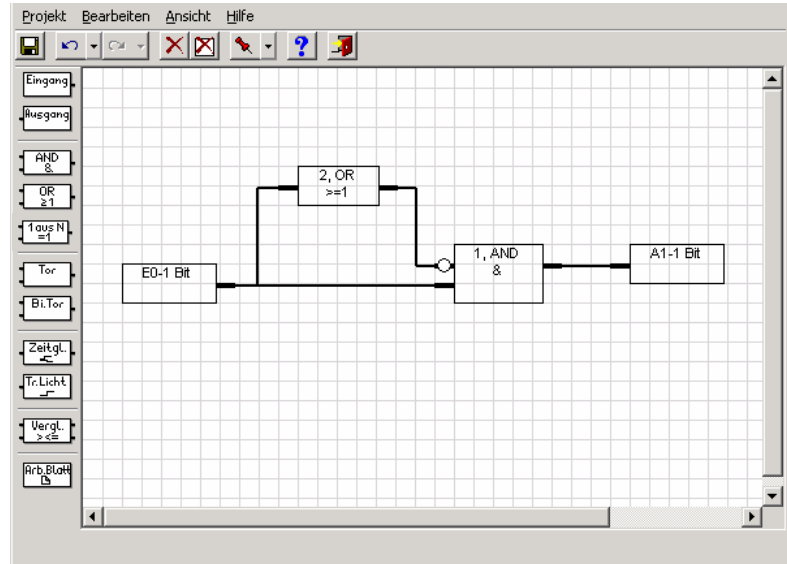 Projekt Bearbeiten Ansicht Hilfe
Eingang
Ausgang
AND
&
OR
≥1
1 aus N
=1
Tor
Bi.Tor
Zeitgl.
Tr.Licht
Vergl.
><=
Arb.Blatt
2, OR
>=1
E0-1 Bit
1, AND
&
A1-1 Bit